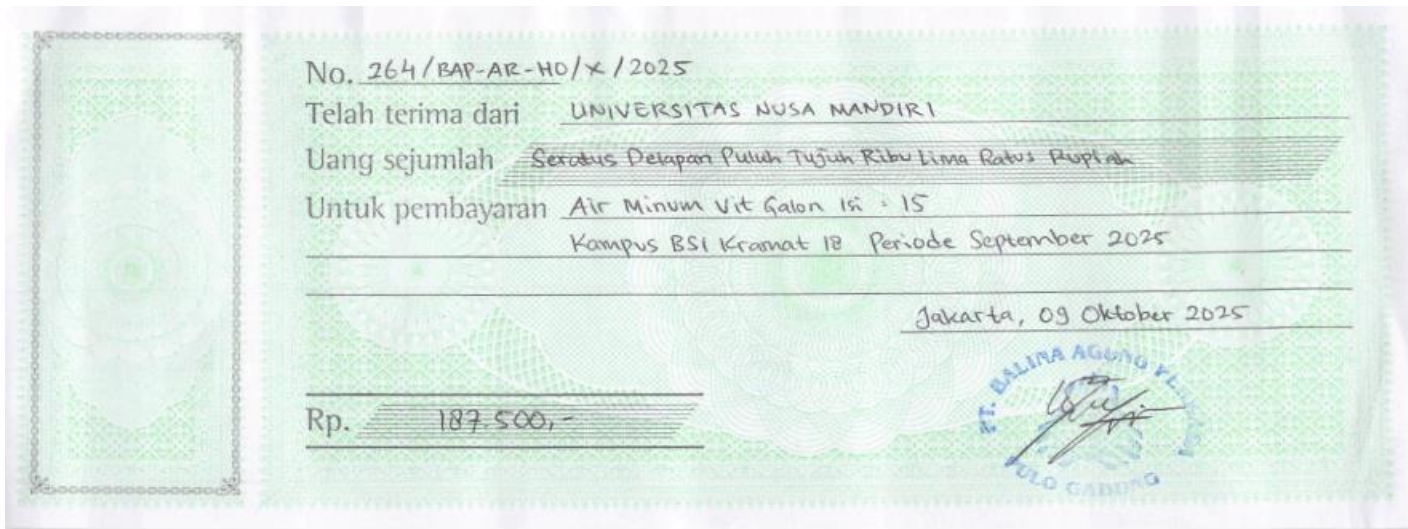 No. 264/BAP-AR-HO/X/2025
Telah terima dari UNIVERSITAS NUSA MANDIRI
Uang sejumlah Seratus Delapan Puluh Tujuh Ribu Lima Ratus Rupiah
Untuk pembayaran Air Minum Vit Galon Isi : 15
Kampus BSI Kramat 18 Periode September 2025
Jakarta, 09 Oktober 2025
PT. BALINA AGUNG
PULO GADUNG
Rp. 187.500,-